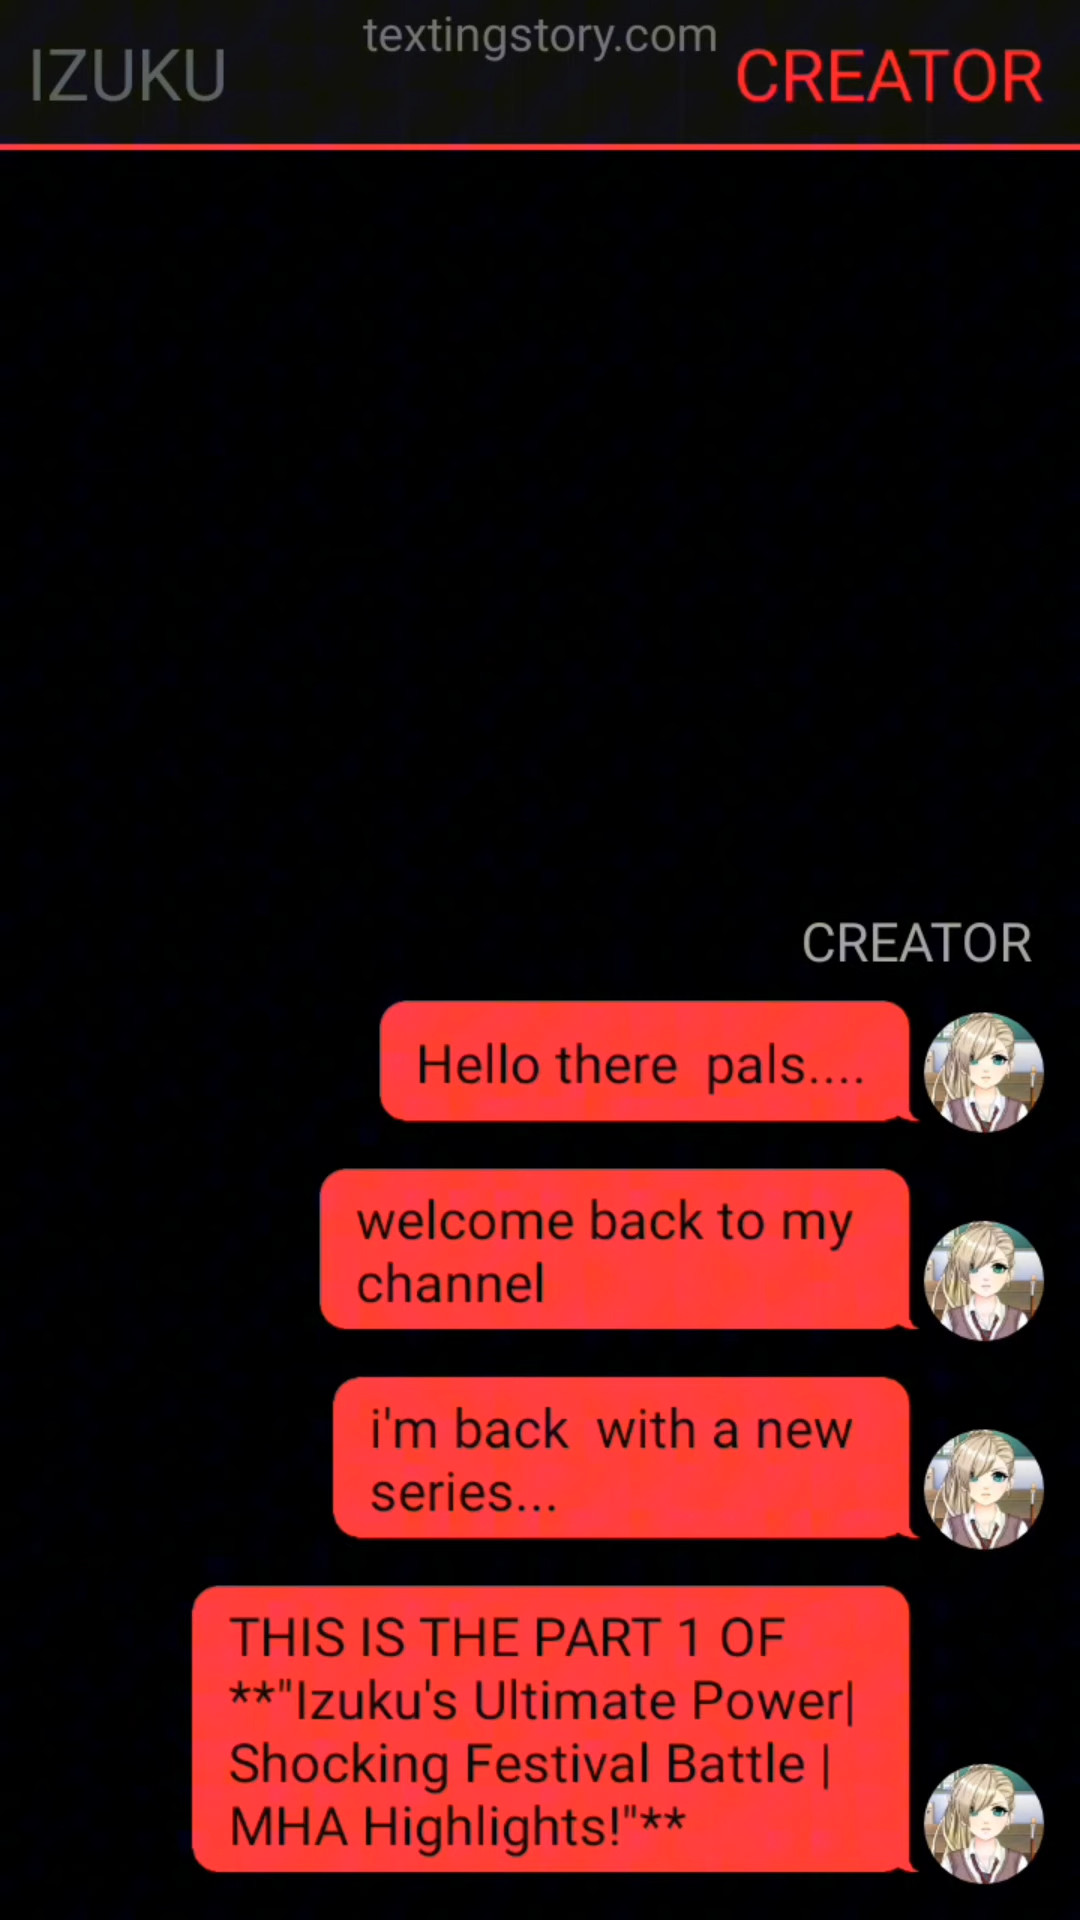 textingstory.com
IZUKU
CREATOR
CREATOR
Hello there  pals....
welcome back to my
channel
i'm back  with a new
series...
THIS IS THE PART 1 OF
**"Izuku's Ultimate Power|
Shocking Festival Battle |
MHA Highlights!"**